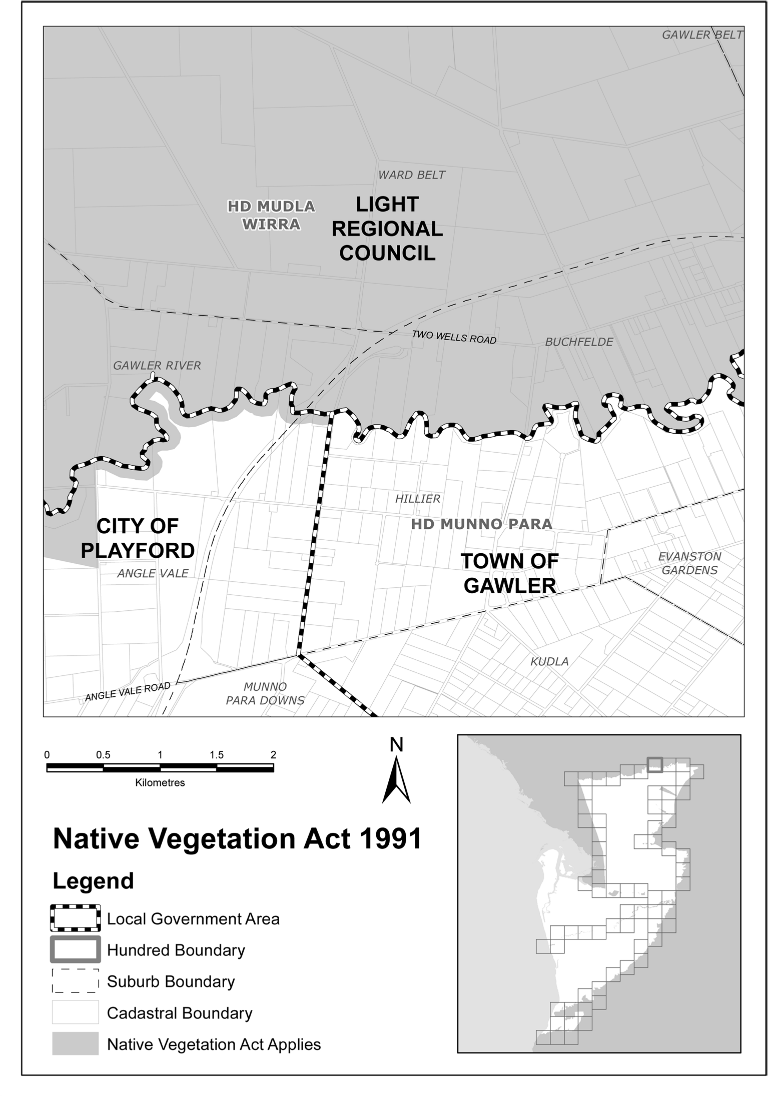 GAWLER BELT
WARD BELT
HD MUDLA
WIRRA
LIGHT
REGIONAL
COUNCIL
TWO WELLS ROAD
BUCHFELDE
GAWLER RIVER
HILLIER
HD MUNNO PARA
CITY OF
PLAYFORD
ANGLE VALE
TOWN OF
GAWLER
EVANSTON
GARDENS
KUDLA
ANGLE VALE ROAD
MUNNO
PARA DOWNS
0 0.5 1 1.5 2
Kilometres
N
Native Vegetation Act 1991
Legend
Local Government Area
Hundred Boundary
Suburb Boundary
Cadastral Boundary
Native Vegetation Act Applies